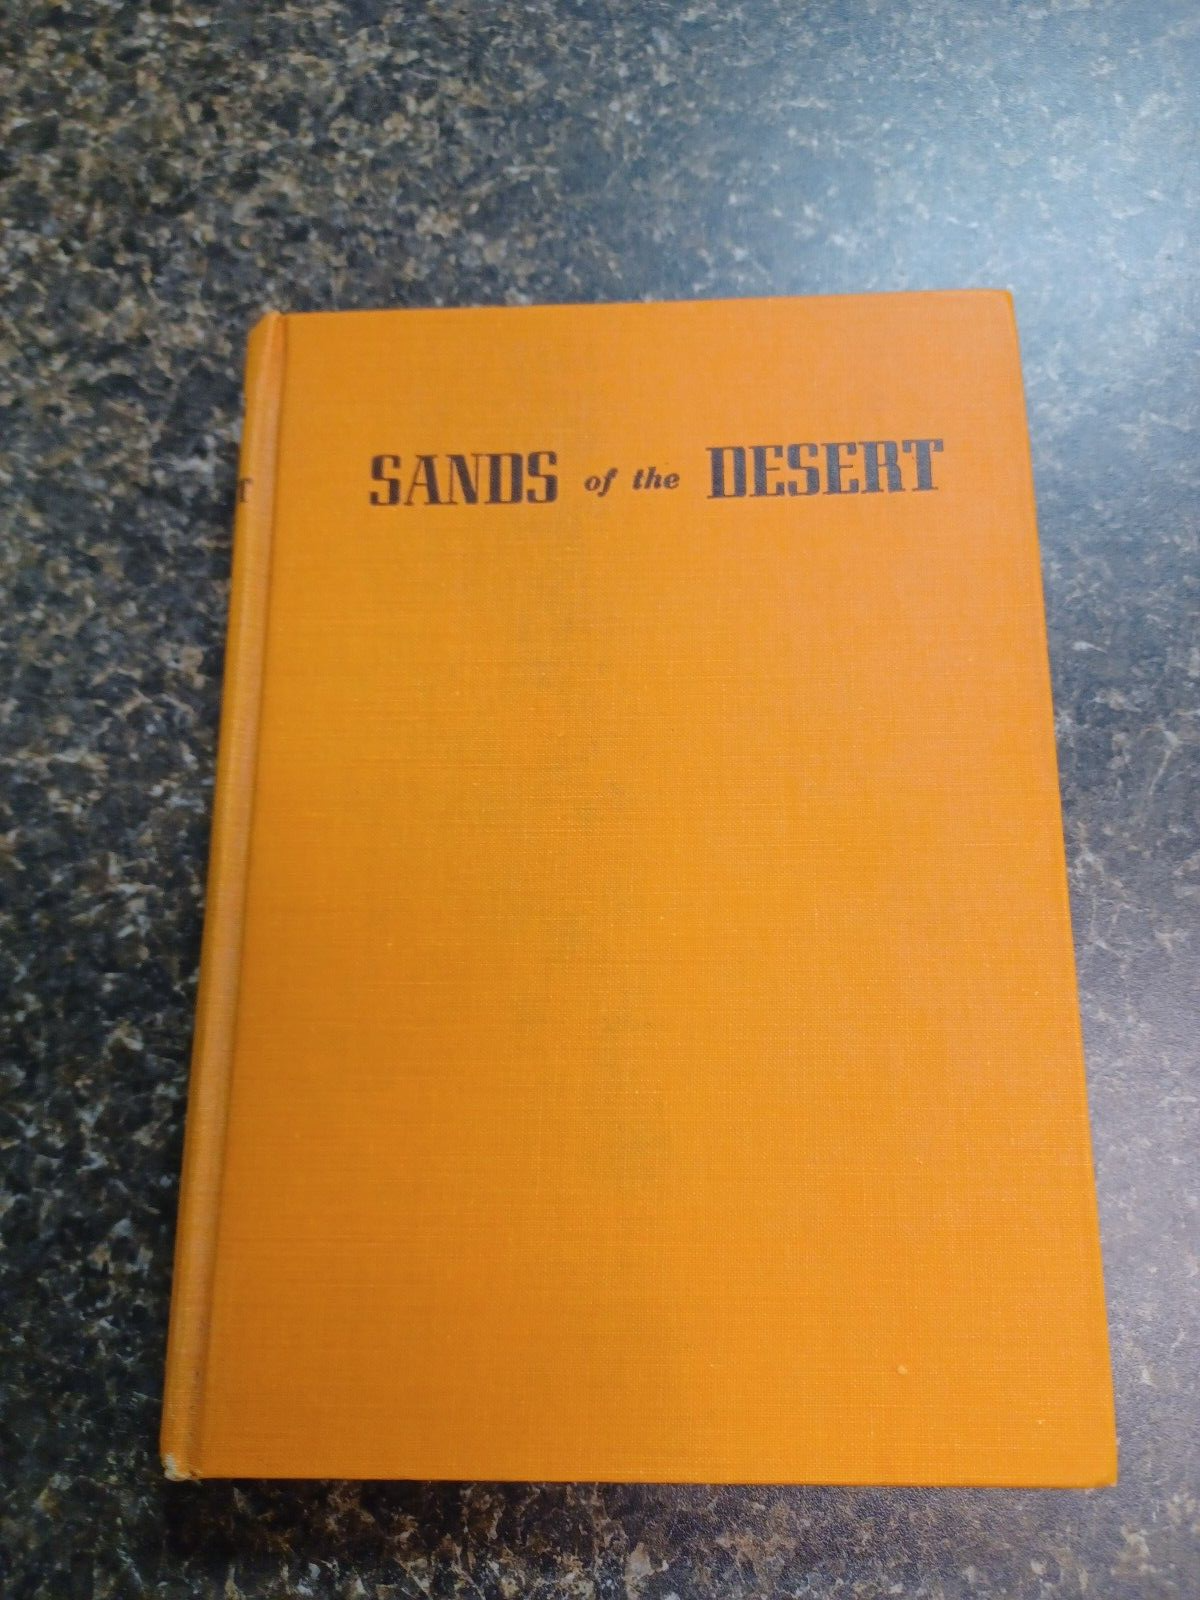 SANDS of the DESERT
T